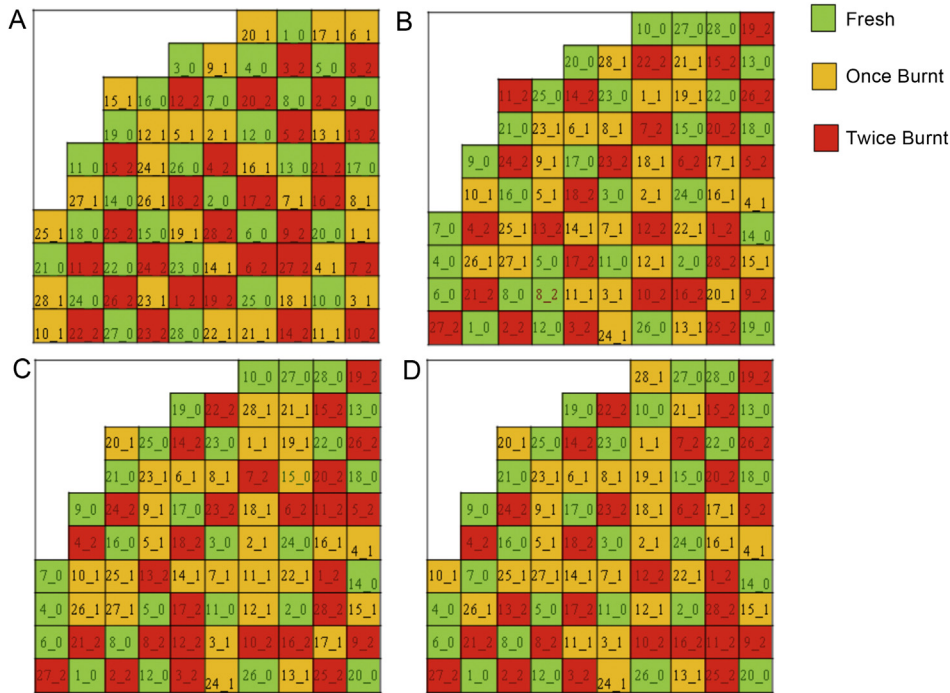 A
20_1 1_0 17_1 6_1
3_0 9_1 4_0 3_2 5_0 8_2
15_1 16_0 12_2 7_0 20_2 8_0 2_2 9_0
19_0 12_1 5_1 2_1 12_0 5_2 13_1 13_2
11_0 15_2 24_1 26_0 4_2 16_1 13_0 21_2 17_0
27_1 14_0 26_1 18_2 2_0 17_2 7_1 16_2 8_1
25_1 18_0 25_2 15_0 19_1 28_2 6_0 9_2 20_0 1_1
21_0 11_2 22_0 24_2 23_0 14_1 6_2 27_2 4_1 7_2
28_1 24_0 26_2 23_1 1_2 19_2 25_0 18_1 10_0 3_1
10_1 22_2 27_0 23_2 28_0 22_1 21_1 14_2 11_1 10_2
B
10_0 27_0 28_0 19_2
20_0 28_1 22_2 21_1 15_2 13_0
11_2 25_0 14_2 23_0 1_1 19_1 22_0 26_2
21_0 23_1 6_1 8_1 7_2 15_0 20_2 18_0
9_0 24_2 9_1 17_0 23_2 18_1 6_2 17_1 5_2
10_1 16_0 5_1 18_2 3_0 2_1 24_0 16_1 4_1
7_0 4_2 25_1 13_2 14_1 7_1 12_2 22_1 1_2 14_0
4_0 26_1 27_1 5_0 17_2 11_0 12_1 2_0 28_2 15_1
6_0 21_2 8_0 8_2 11_1 3_1 10_2 16_2 20_1 9_2
27_2 1_0 2_2 12_0 3_2 24_1 26_0 13_1 25_2 19_0
Fresh
Once Burnt
Twice Burnt
C
10_0 27_0 28_0 19_2
19_0 22_2 28_1 21_1 15_2 13_0
20_1 25_0 14_2 23_0 1_1 19_1 22_0 26_2
21_0 23_1 6_1 8_1 7_2 15_0 20_2 18_0
9_0 24_2 9_1 17_0 23_2 18_1 6_2 11_2 5_2
4_2 16_0 5_1 18_2 3_0 2_1 24_0 16_1 4_1
7_0 10_1 25_1 13_2 14_1 7_1 11_1 22_1 1_2 14_0
4_0 26_1 27_1 5_0 17_2 11_0 12_1 2_0 28_2 15_1
6_0 21_2 8_0 8_2 12_2 3_1 10_2 16_2 17_1 9_2
27_2 1_0 2_2 12_0 3_2 24_1 26_0 13_1 25_2 20_0
D
28_1 27_0 28_0 19_2
19_0 22_2 10_0 21_1 15_2 13_0
20_1 25_0 14_2 23_0 1_1 7_2 22_0 26_2
21_0 23_1 6_1 8_1 19_1 15_0 20_2 18_0
9_0 24_2 9_1 17_0 23_2 18_1 6_2 17_1 5_2
4_2 16_0 5_1 18_2 3_0 2_1 24_0 16_1 4_1
10_1 7_0 25_1 27_1 14_1 7_1 12_2 22_1 1_2 14_0
4_0 26_1 13_2 5_0 17_2 11_0 12_1 2_0 28_2 15_1
6_0 21_2 8_0 8_2 11_1 3_1 10_2 16_2 11_2 9_2
27_2 1_0 2_2 12_0 3_2 24_1 26_0 13_1 25_2 20_0